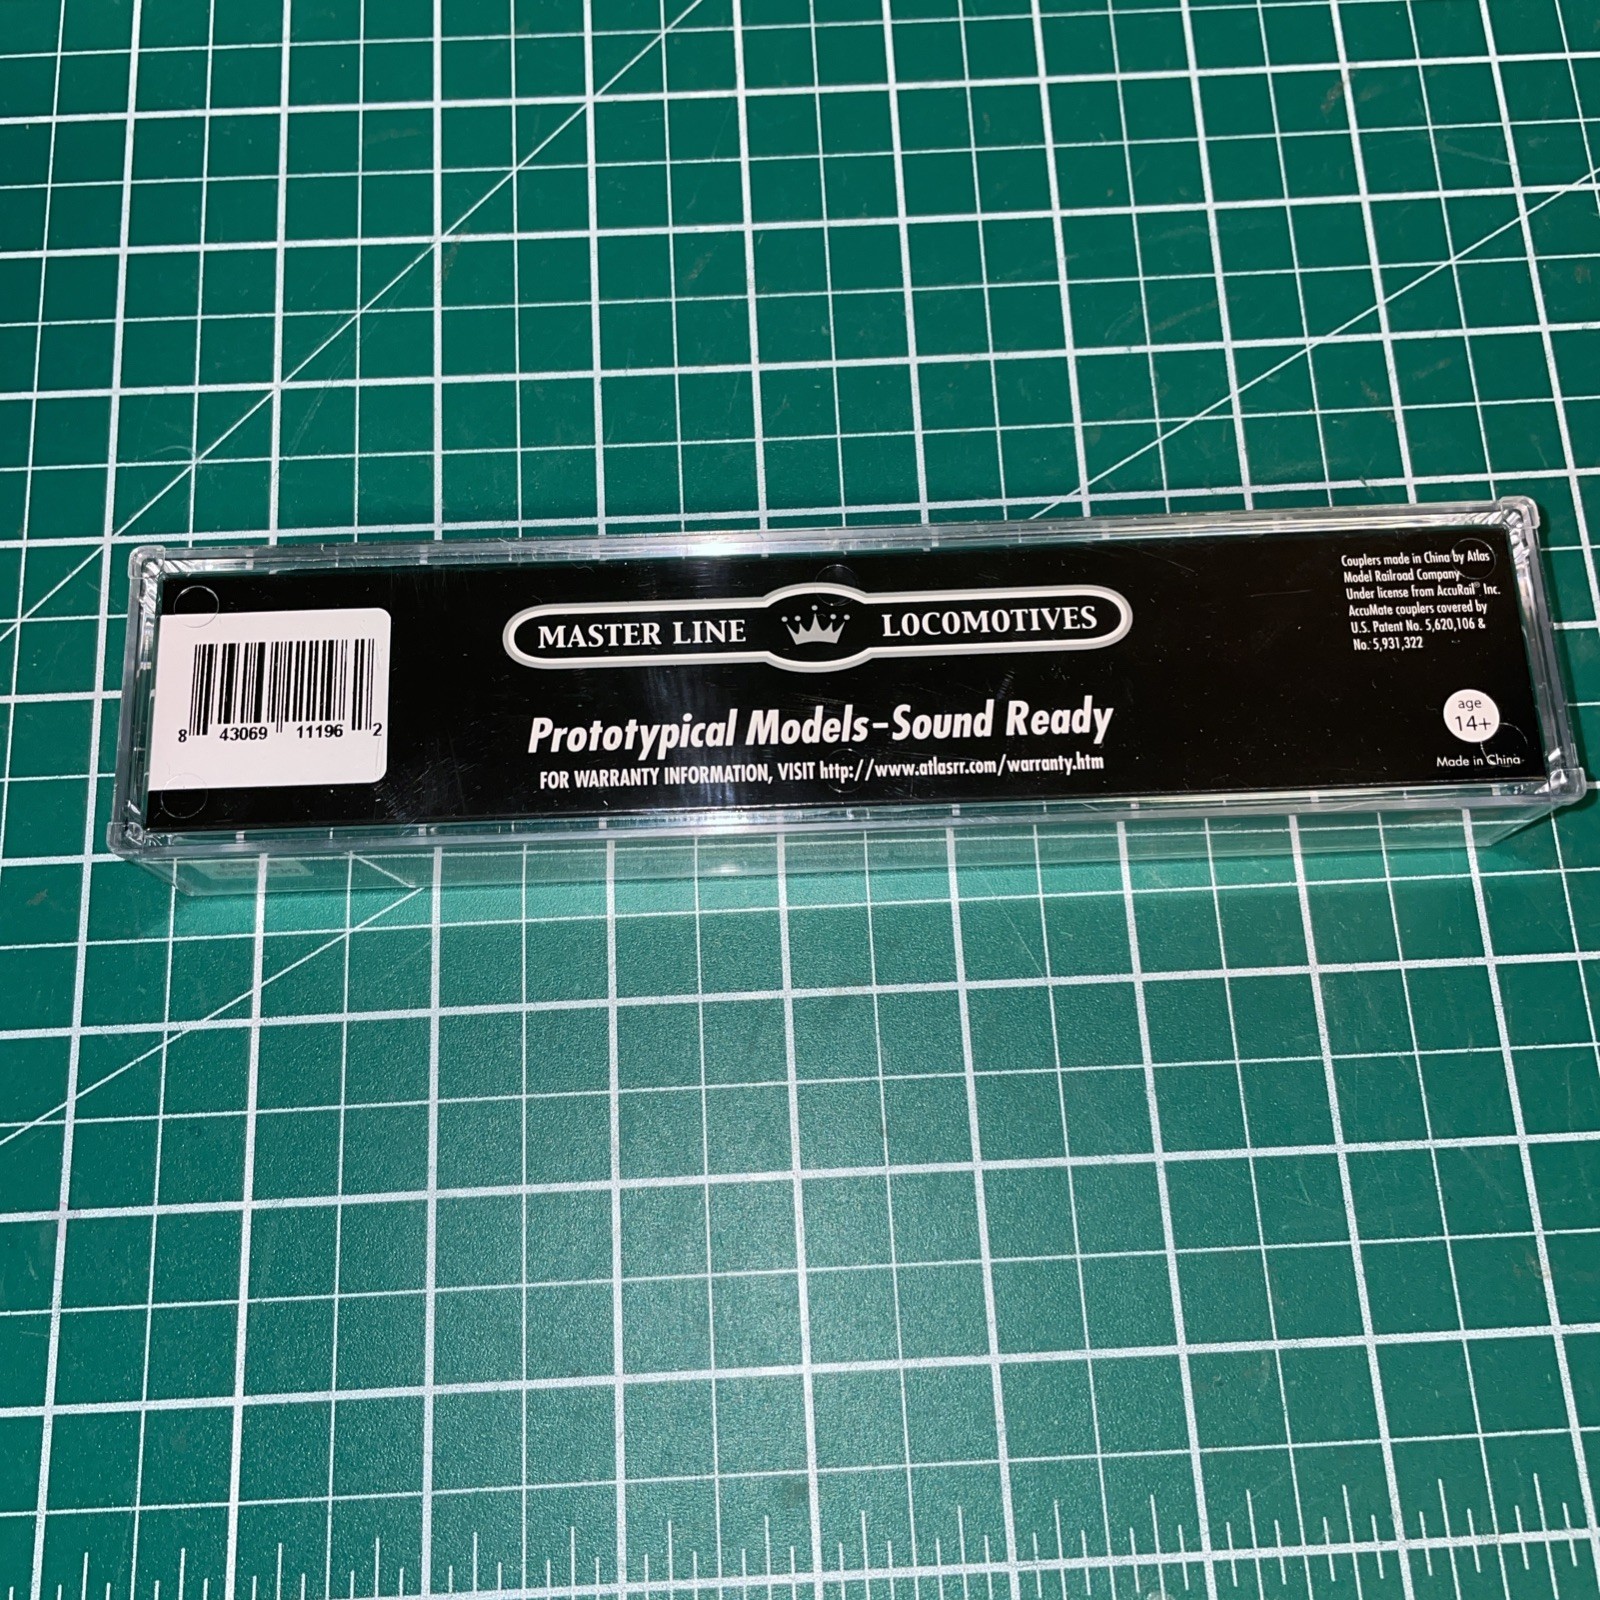 MASTER LINE LOCOMOTIVES
Prototypical Models-Sound Ready
FOR WARRANTY INFORMATION, VISIT http://www.atlasrr.com/warranty.htm
8 43069 11196 2
Couplers made in China by Atlas
Model Railroad Company
Under license from AccuRail® Inc.
AccuMate couplers covered by
U.S. Patent No. 5,620,106 &
No. 5,931,322
age
14+
Made in China